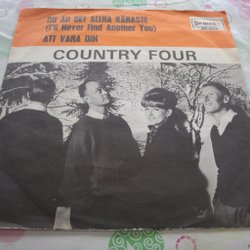 DU ÄR DET ALLRA KÄRASTE
(I'll Never Find Another You)
ATT VARA DIN
COUNTRY FOUR